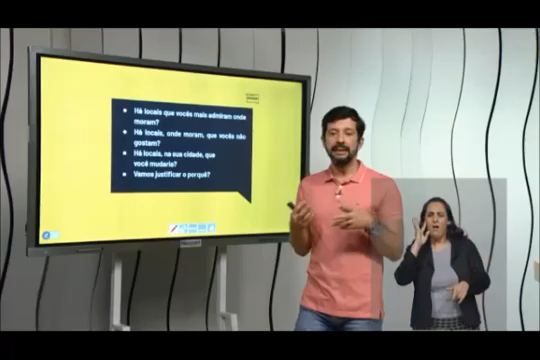 ● Há locais que vocês mais admiram onde
moram?
● Há locais, onde moram, que vocês não
gostam?
● Há locais, na sua cidade, que
você mudaria?
● Vamos justificar o porquê?